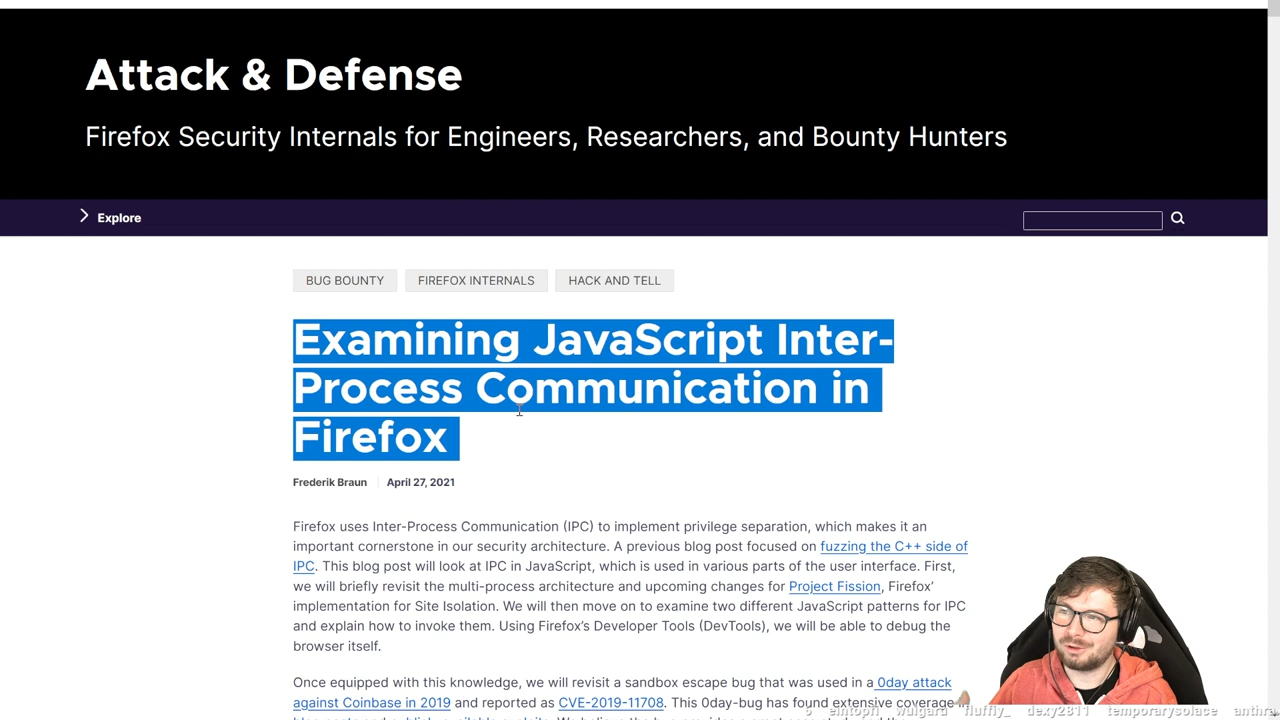 Attack & Defense
Firefox Security Internals for Engineers, Researchers, and Bounty Hunters
Explore
BUG BOUNTY FIREFOX INTERNALS HACK AND TELL
Examining JavaScript Inter-
Process Communication in
Firefox
Frederik Braun April 27, 2021
Firefox uses Inter-Process Communication (IPC) to implement privilege separation, which makes it an
important cornerstone in our security architecture. A previous blog post focused on fuzzing the C++ side of
IPC. This blog post will look at IPC in JavaScript, which is used in various parts of the user interface. First,
we will briefly revisit the multi-process architecture and upcoming changes for Project Fission, Firefox’
implementation for Site Isolation. We will then move on to examine two different JavaScript patterns for IPC
and explain how to invoke them. Using Firefox’s Developer Tools (DevTools), we will be able to debug the
browser itself.
Once equipped with this knowledge, we will revisit a sandbox escape bug that was used in a 0day attack
against Coinbase in 2019 and reported as CVE-2019-11708. This 0day-bug has found extensive coverage
eintopfi wulgaru fluffly_ dexy2811 temporarysolace anthra